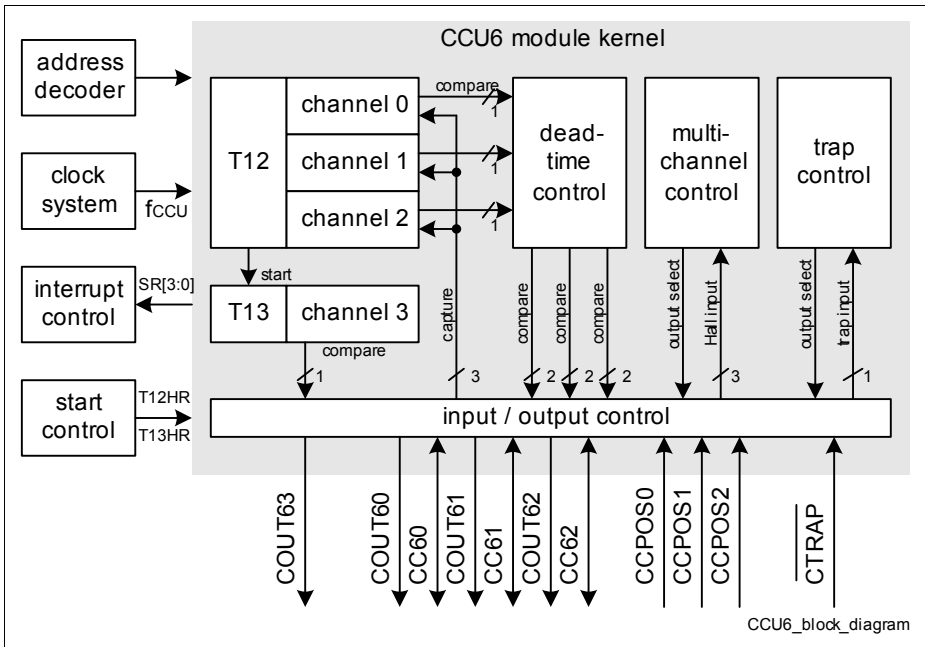 CCU6 module kernel
address
decoder
clock
system
fCCU
interrupt
control
SR[3:0]
start
control
T12HR
T13HR
T12
channel 0
channel 1
channel 2
compare
1
1
1
start
T13
channel 3
compare
1
capture
3
dead-
time
control
compare
compare
compare
2
2
2
multi-
channel
control
output select
Hall input
3
trap
control
output select
trap input
1
input / output control
COUT63
COUT60
CC60
COUT61
CC61
COUT62
CC62
CCPOS0
CCPOS1
CCPOS2
CTRAP
CCU6_block_diagram